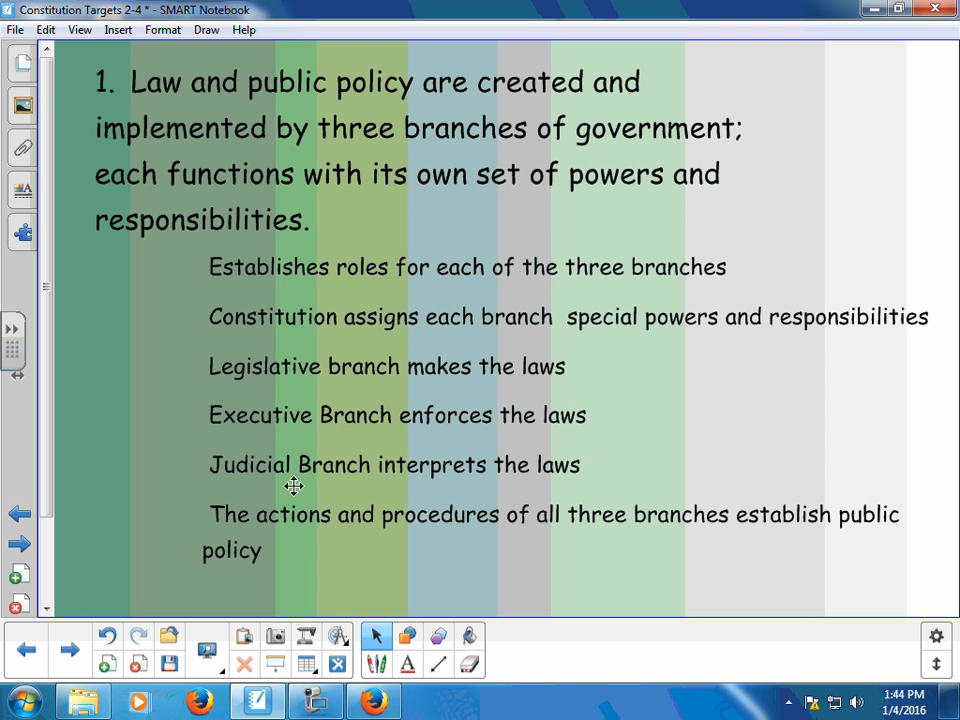 Constitution Targets 2-4 * - SMART Notebook
File Edit View Insert Format Draw Help
1. Law and public policy are created and
implemented by three branches of government;
each functions with its own set of powers and
responsibilities.
Establishes roles for each of the three branches
Constitution assigns each branch special powers and responsibilities
Legislative branch makes the laws
Executive Branch enforces the laws
Judicial Branch interprets the laws
The actions and procedures of all three branches establish public
policy
1:44 PM
1/4/2016